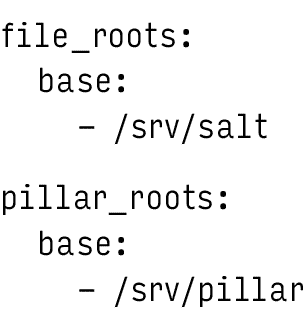 file_roots:
  base:
    - /srv/salt
pillar_roots:
  base:
    - /srv/pillar